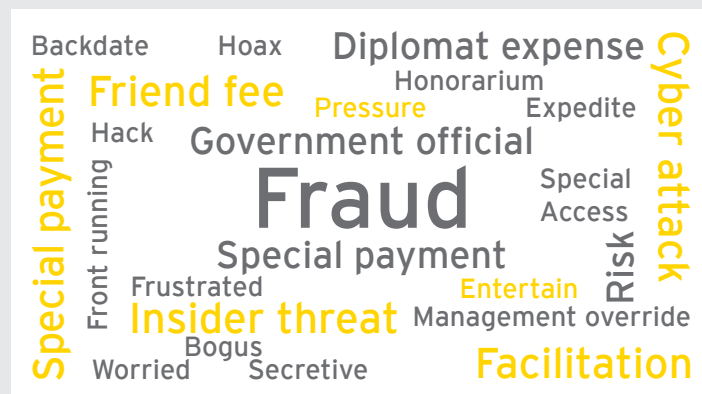 Backdate
Hoax
Diplomat expense
Cyber attack
Friend fee
Honorarium
Pressure
Expedite
Special payment
Hack
Government official
Front running
Fraud
Special
Access
Special payment
Risk
Frustrated
Entertain
Insider threat
Management override
Bogus
Worried
Secretive
Facilitation